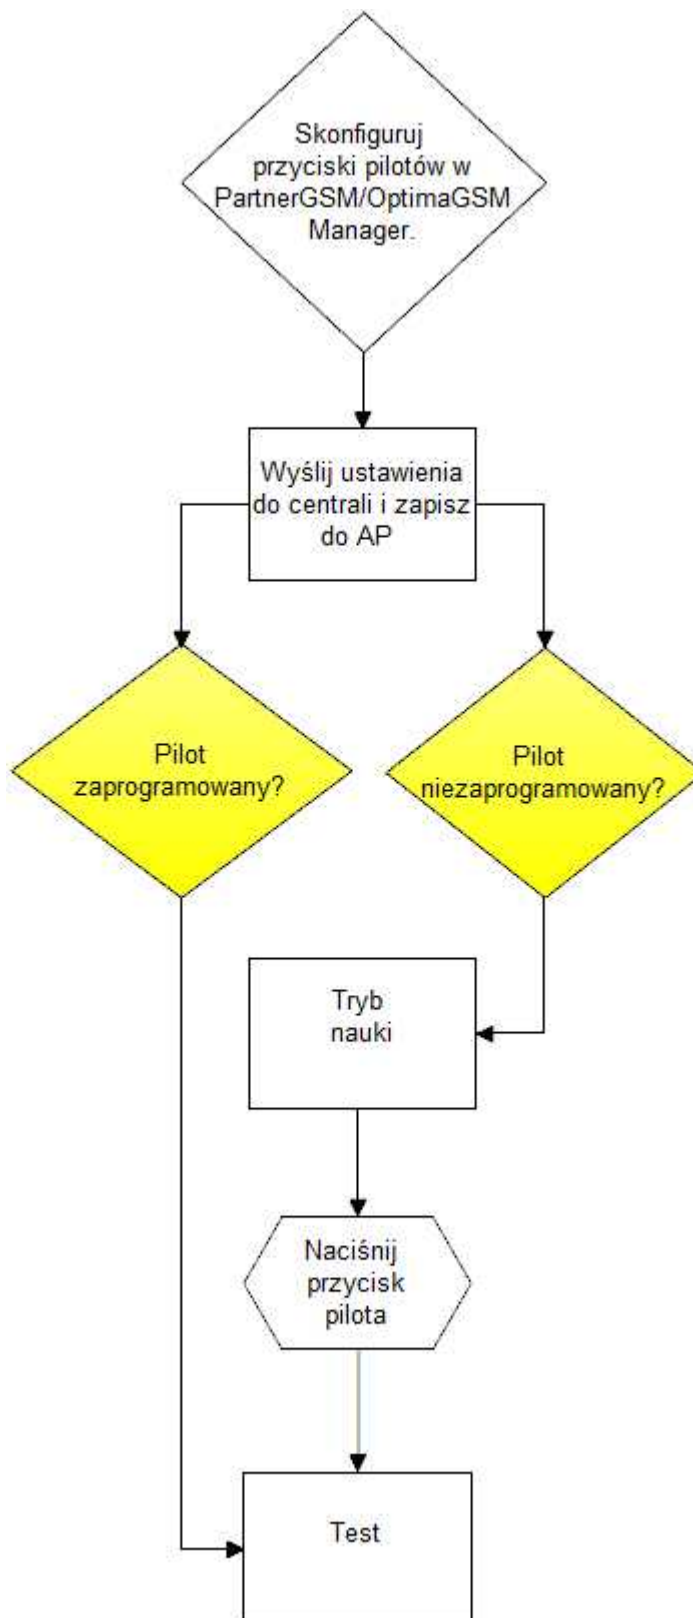 Skonfiguruj
przyciski pilotów w
PartnerGSM/OptimaGSM
Manager.
Wyślij ustawienia
do centrali i zapisz
do AP
Pilot
zaprogramowany?
Pilot
niezaprogramowany?
Tryb
nauki
Naciśnij
przycisk
pilota
Test